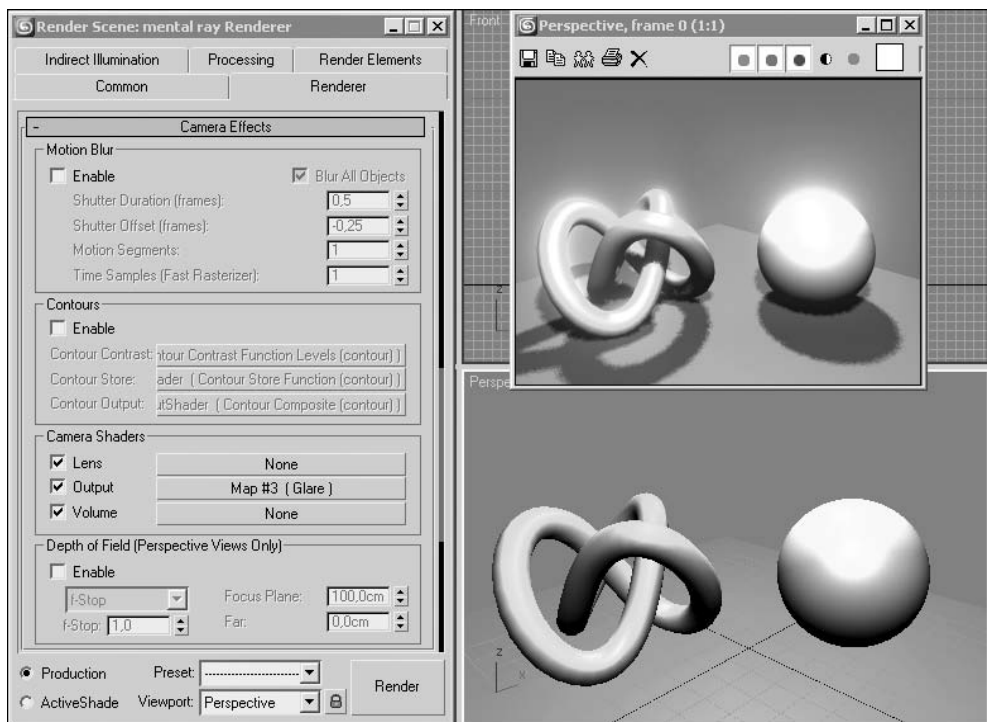 Render Scene: mental ray Renderer
Indirect Illumination Processing Render Elements
Common Renderer
- Camera Effects
Motion Blur
Enable Blur All Objects
Shutter Duration (frames): 0,5
Shutter Offset (frames): -0,25
Motion Segments: 1
Time Samples (Fast Rasterizer): 1
Contours
Enable
Contour Contrast: ntour Contrast Function Levels (contour) )
Contour Store: ader ( Contour Store Function (contour) )
Contour Output: utShader ( Contour Composite (contour) )
Camera Shaders
Lens None
Output Map #3 ( Glare )
Volume None
Depth of Field (Perspective Views Only)
Enable
f-Stop Focus Plane: 100,0cm
f-Stop: 1,0 Far: 0,0cm
Production Preset: --------------------
ActiveShade Viewport: Perspective
Render
Front
Perspective, frame 0 (1:1)
z
Perspe
z
x